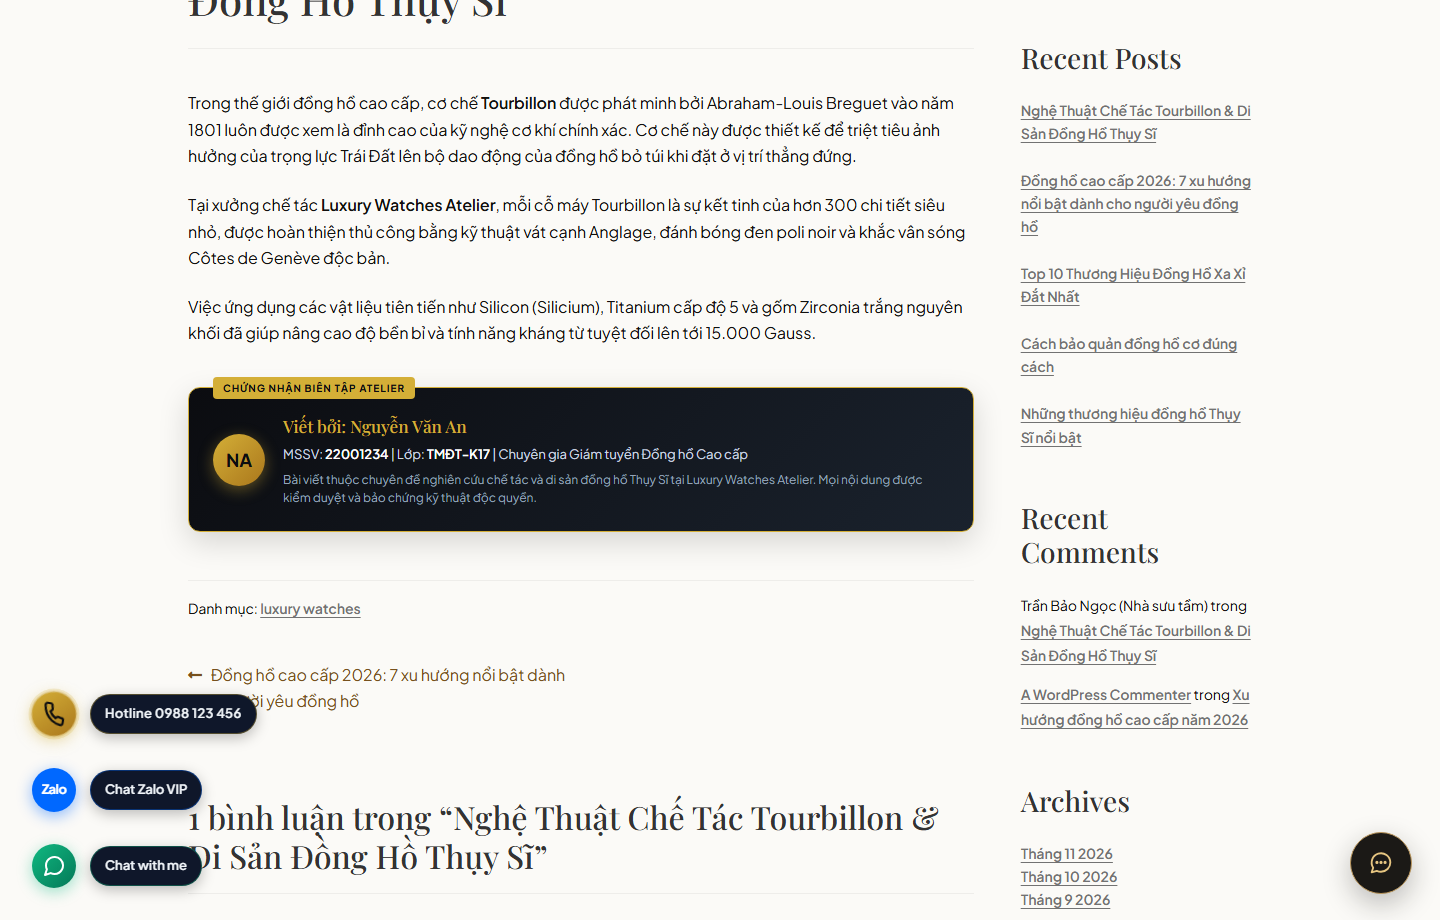 Đồng Hồ Thụy Sĩ
Trong thế giới đồng hồ cao cấp, cơ chế Tourbillon được phát minh bởi Abraham-Louis Breguet vào năm
1801 luôn được xem là đỉnh cao của kỹ nghệ cơ khí chính xác. Cơ chế này được thiết kế để triệt tiêu ảnh
hưởng của trọng lực Trái Đất lên bộ dao động của đồng hồ bỏ túi khi đặt ở vị trí thẳng đứng.
Tại xưởng chế tác Luxury Watches Atelier, mỗi cỗ máy Tourbillon là sự kết tinh của hơn 300 chi tiết siêu
nhỏ, được hoàn thiện thủ công bằng kỹ thuật vát cạnh Anglage, đánh bóng đen poli noir và khắc vân sóng
Côtes de Genève độc bản.
Việc ứng dụng các vật liệu tiên tiến như Silicon (Silicium), Titanium cấp độ 5 và gốm Zirconia trắng nguyên
khối đã giúp nâng cao độ bền bỉ và tính năng kháng từ tuyệt đối lên tới 15.000 Gauss.
CHỨNG NHẬN BIÊN TẬP ATELIER
NA
Viết bởi: Nguyễn Văn An
MSSV: 22001234 | Lớp: TMĐT-K17 | Chuyên gia Giám tuyển Đồng hồ Cao cấp
Bài viết thuộc chuyên đề nghiên cứu chế tác và di sản đồng hồ Thụy Sĩ tại Luxury Watches Atelier. Mọi nội dung được
kiểm duyệt và bảo chứng kỹ thuật độc quyền.
Danh mục: luxury watches
← Đồng hồ cao cấp 2026: 7 xu hướng nổi bật dành
yêu đồng hồ
Hotline 0988 123 456
Zalo
Chat Zalo VIP
Chat with me
1 bình luận trong “Nghệ Thuật Chế Tác Tourbillon &
Di Sản Đồng Hồ Thụy Sĩ”
Recent Posts
Nghệ Thuật Chế Tác Tourbillon & Di
Sản Đồng Hồ Thụy Sĩ
Đồng hồ cao cấp 2026: 7 xu hướng
nổi bật dành cho người yêu đồng
hồ
Top 10 Thương Hiệu Đồng Hồ Xa Xỉ
Đắt Nhất
Cách bảo quản đồng hồ cơ đúng
cách
Những thương hiệu đồng hồ Thụy
Sĩ nổi bật
Recent
Comments
Trần Bảo Ngọc (Nhà sưu tầm) trong
Nghệ Thuật Chế Tác Tourbillon & Di
Sản Đồng Hồ Thụy Sĩ
A WordPress Commenter trong Xu
hướng đồng hồ cao cấp năm 2026
Archives
Tháng 11 2026
Tháng 10 2026
Tháng 9 2026